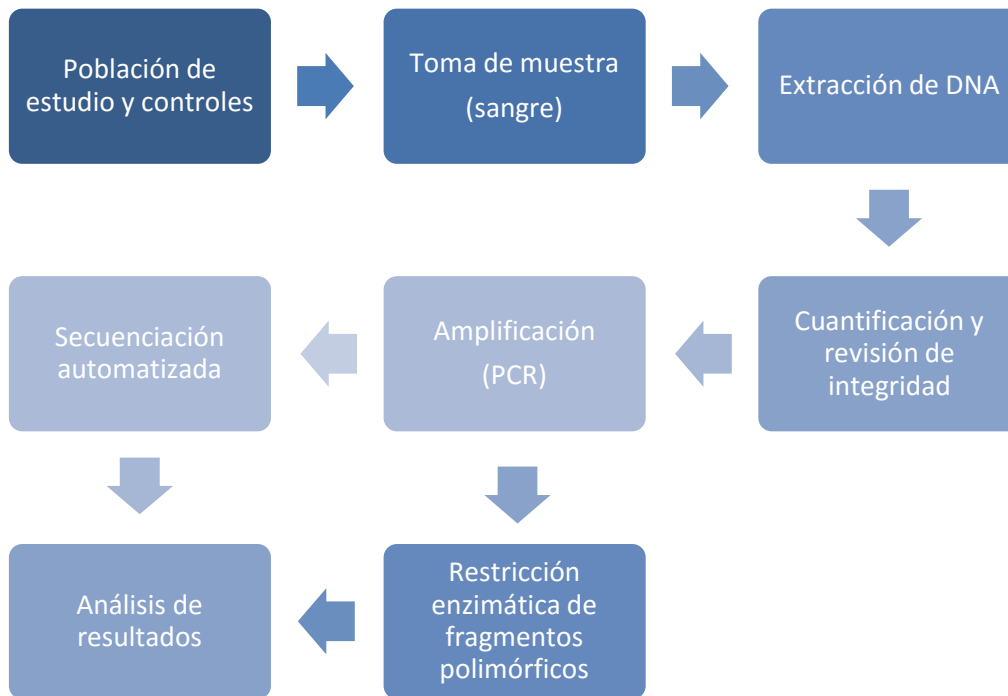 Población de
estudio y controles
Toma de muestra
(sangre)
Extracción de DNA
Cuantificación y
revisión de
integridad
Amplificación
(PCR)
Secuenciación
automatizada
Restricción
enzimática de
fragmentos
polimórficos
Análisis de
resultados